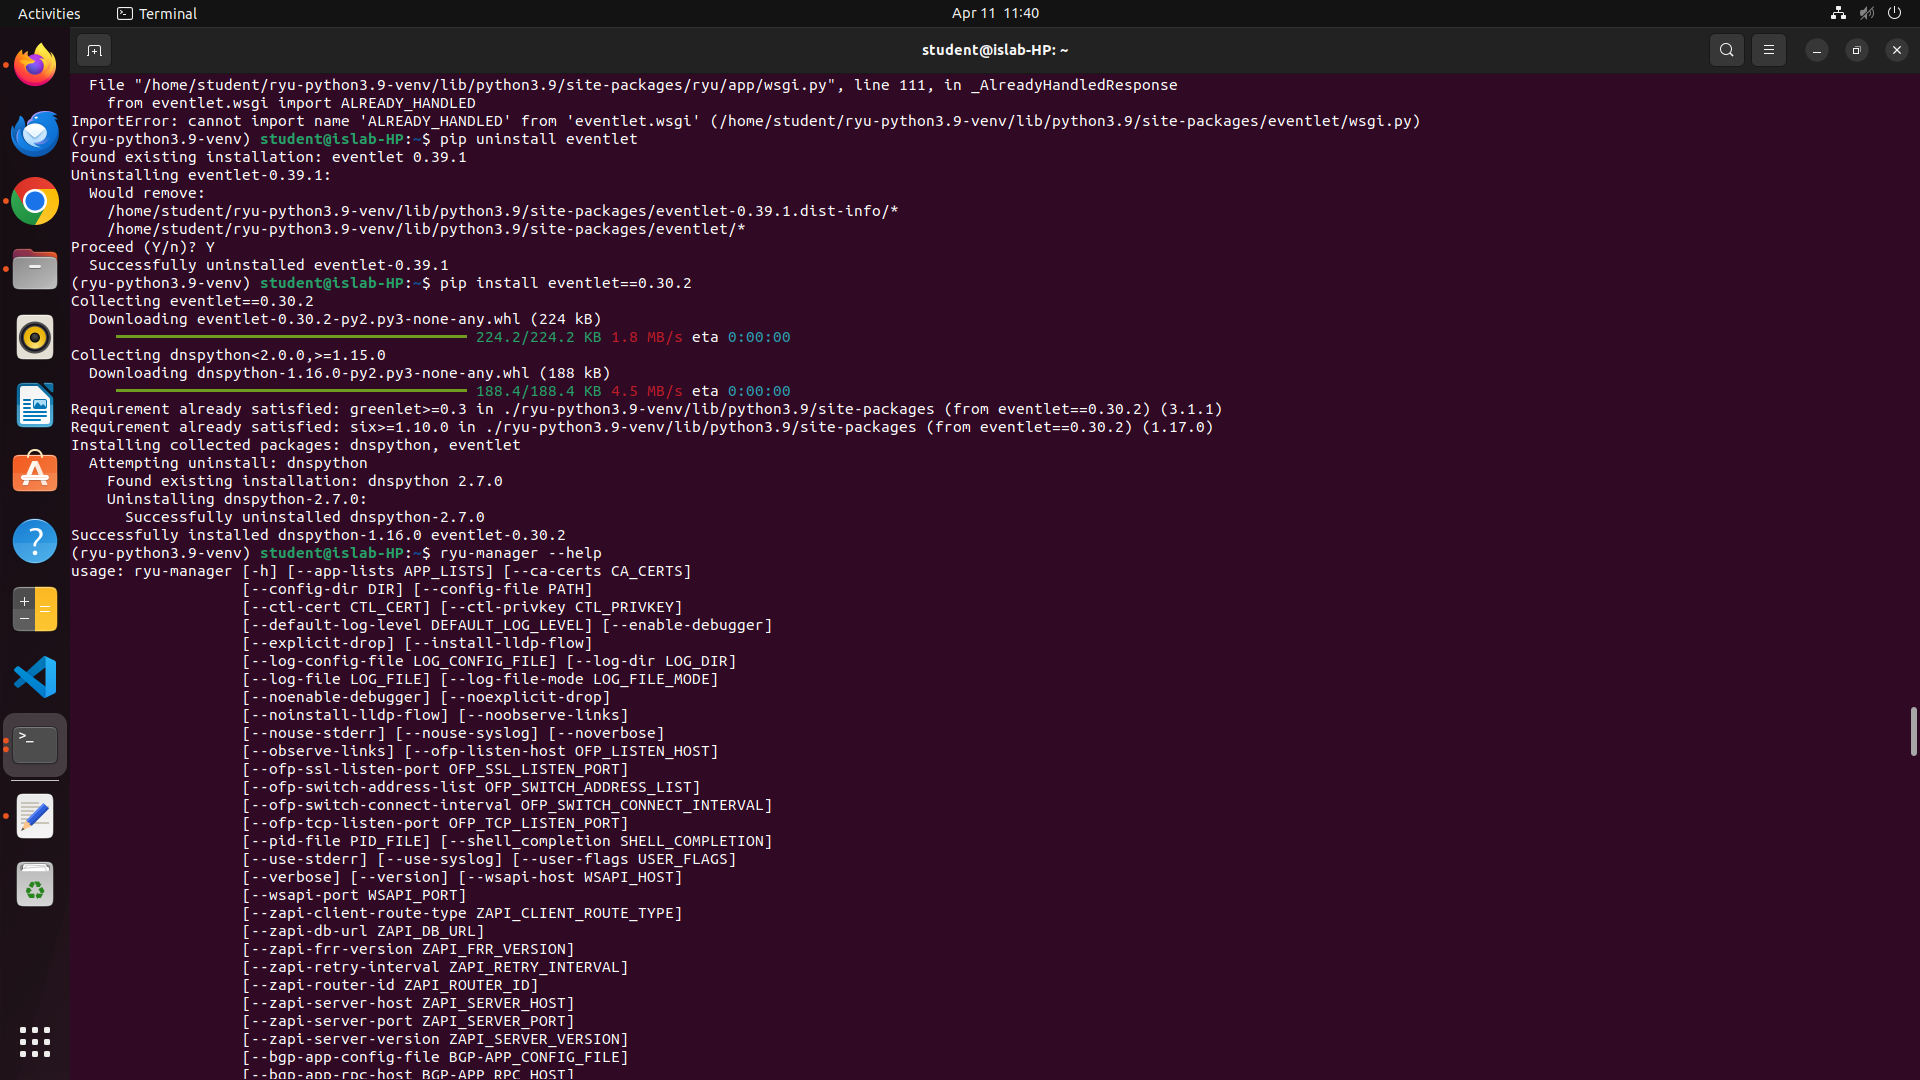 Activities Terminal Apr 11 11:40
student@islab-HP: ~
File "/home/student/ryu-python3.9-venv/lib/python3.9/site-packages/ryu/app/wsgi.py", line 111, in _AlreadyHandledResponse
from eventlet.wsgi import ALREADY_HANDLED
ImportError: cannot import name 'ALREADY_HANDLED' from 'eventlet.wsgi' (/home/student/ryu-python3.9-venv/lib/python3.9/site-packages/eventlet/wsgi.py)
(ryu-python3.9-venv) student@islab-HP:~$ pip uninstall eventlet
Found existing installation: eventlet 0.39.1
Uninstalling eventlet-0.39.1:
Would remove:
/home/student/ryu-python3.9-venv/lib/python3.9/site-packages/eventlet-0.39.1.dist-info/*
/home/student/ryu-python3.9-venv/lib/python3.9/site-packages/eventlet/*
Proceed (Y/n)? Y
Successfully uninstalled eventlet-0.39.1
(ryu-python3.9-venv) student@islab-HP:~$ pip install eventlet==0.30.2
Collecting eventlet==0.30.2
Downloading eventlet-0.30.2-py2.py3-none-any.whl (224 kB)
224.2/224.2 KB 1.8 MB/s eta 0:00:00
Collecting dnspython<2.0.0,>=1.15.0
Downloading dnspython-1.16.0-py2.py3-none-any.whl (188 kB)
188.4/188.4 KB 4.5 MB/s eta 0:00:00
Requirement already satisfied: greenlet>=0.3 in ./ryu-python3.9-venv/lib/python3.9/site-packages (from eventlet==0.30.2) (3.1.1)
Requirement already satisfied: six>=1.10.0 in ./ryu-python3.9-venv/lib/python3.9/site-packages (from eventlet==0.30.2) (1.17.0)
Installing collected packages: dnspython, eventlet
Attempting uninstall: dnspython
Found existing installation: dnspython 2.7.0
Uninstalling dnspython-2.7.0:
Successfully uninstalled dnspython-2.7.0
Successfully installed dnspython-1.16.0 eventlet-0.30.2
(ryu-python3.9-venv) student@islab-HP:~$ ryu-manager --help
usage: ryu-manager [-h] [--app-lists APP_LISTS] [--ca-certs CA_CERTS]
[--config-dir DIR] [--config-file PATH]
[--ctl-cert CTL_CERT] [--ctl-privkey CTL_PRIVKEY]
[--default-log-level DEFAULT_LOG_LEVEL] [--enable-debugger]
[--explicit-drop] [--install-lldp-flow]
[--log-config-file LOG_CONFIG_FILE] [--log-dir LOG_DIR]
[--log-file LOG_FILE] [--log-file-mode LOG_FILE_MODE]
[--noenable-debugger] [--noexplicit-drop]
[--noinstall-lldp-flow] [--noobserve-links]
[--nouse-stderr] [--nouse-syslog] [--noverbose]
[--observe-links] [--ofp-listen-host OFP_LISTEN_HOST]
[--ofp-ssl-listen-port OFP_SSL_LISTEN_PORT]
[--ofp-switch-address-list OFP_SWITCH_ADDRESS_LIST]
[--ofp-switch-connect-interval OFP_SWITCH_CONNECT_INTERVAL]
[--ofp-tcp-listen-port OFP_TCP_LISTEN_PORT]
[--pid-file PID_FILE] [--shell_completion SHELL_COMPLETION]
[--use-stderr] [--use-syslog] [--user-flags USER_FLAGS]
[--verbose] [--version] [--wsapi-host WSAPI_HOST]
[--wsapi-port WSAPI_PORT]
[--zapi-client-route-type ZAPI_CLIENT_ROUTE_TYPE]
[--zapi-db-url ZAPI_DB_URL]
[--zapi-frr-version ZAPI_FRR_VERSION]
[--zapi-retry-interval ZAPI_RETRY_INTERVAL]
[--zapi-router-id ZAPI_ROUTER_ID]
[--zapi-server-host ZAPI_SERVER_HOST]
[--zapi-server-port ZAPI_SERVER_PORT]
[--zapi-server-version ZAPI_SERVER_VERSION]
[--bgp-app-config-file BGP-APP_CONFIG_FILE]
[--bgp-app-rpc-host BGP-APP_RPC_HOST]